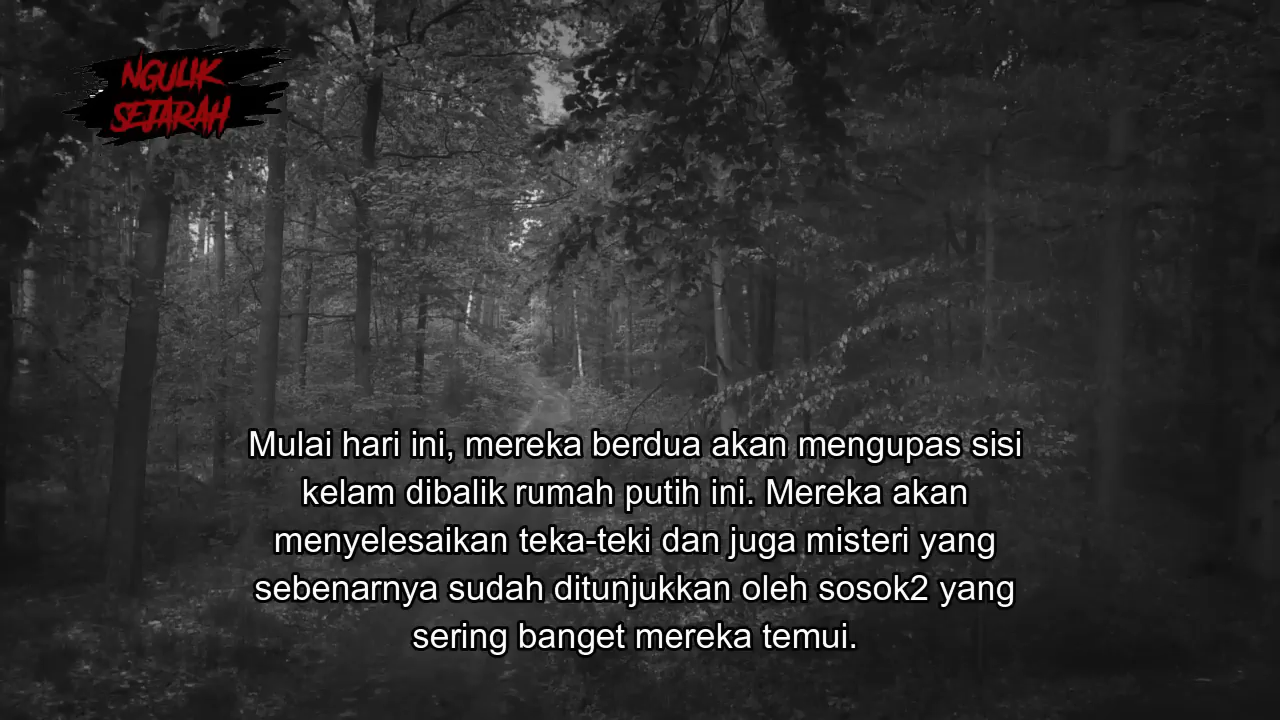 NGULIK
SEJARAH
Mulai hari ini, mereka berdua akan mengupas sisi
kelam dibalik rumah putih ini. Mereka akan
menyelesaikan teka-teki dan juga misteri yang
sebenarnya sudah ditunjukkan oleh sosok2 yang
sering banget mereka temui.